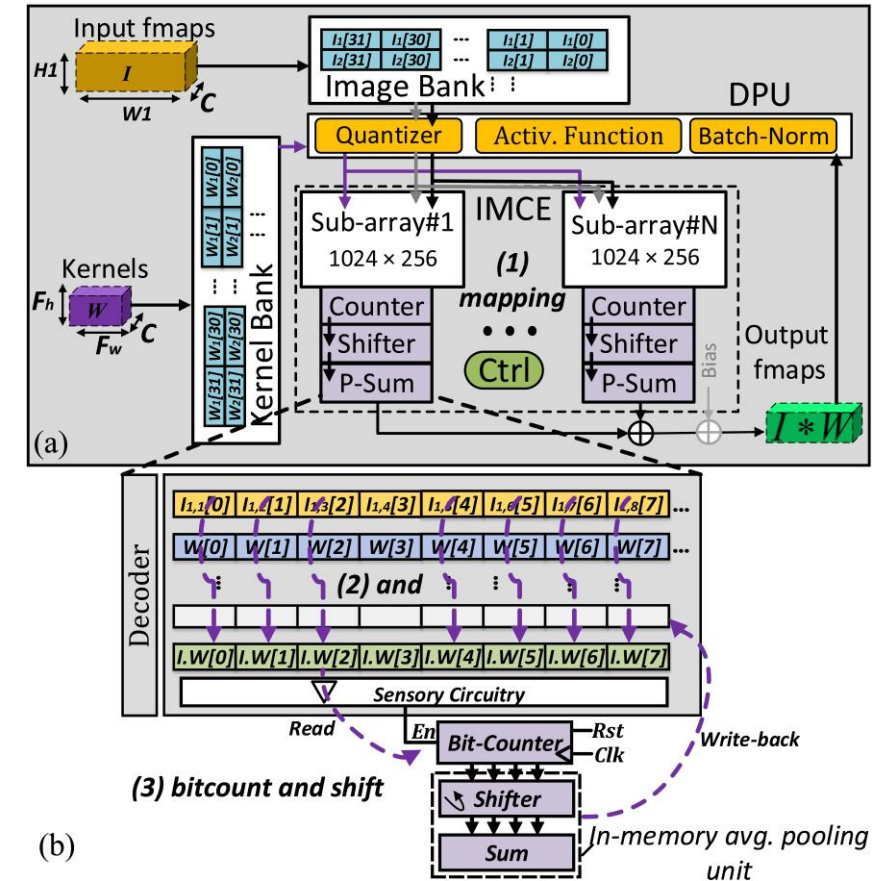 Input fmaps
H1
I
C
W1
I1[31] I1[30] --- I1[1] I1[0]
I2[31] I2[30] --- I2[1] I2[0]
Image Bank
DPU
Quantizer
Activ. Function
Batch-Norm
W1[0] W2[0]
W1[1] W2[1]
W1[30] W2[30]
W1[31] W2[31]
Kernel Bank
Kernels
Fh
W
Fw
C
IMCE
Sub-array#1
1024 × 256
Sub-array#N
1024 × 256
(1)
mapping
Counter
Shifter
P-Sum
Ctrl
Counter
Shifter
P-Sum
Bias
Output
fmaps
I * W
(a)
Decoder
I1,1[0] I1,2[1] I1,3[2] I1,4[3] I1,5[4] I1,6[5] I1,7[6] I1,8[7] ...
W[0] W[1] W[2] W[3] W[4] W[5] W[6] W[7] ...
(2) and
I.W[0] I.W[1] I.W[2] I.W[3] I.W[4] I.W[5] I.W[6] I.W[7]
Sensory Circuitry
Read
En
Bit-Counter
Rst
Clk
Write-back
(3) bitcount and shift
Shifter
Sum
In-memory avg. pooling
unit
(b)